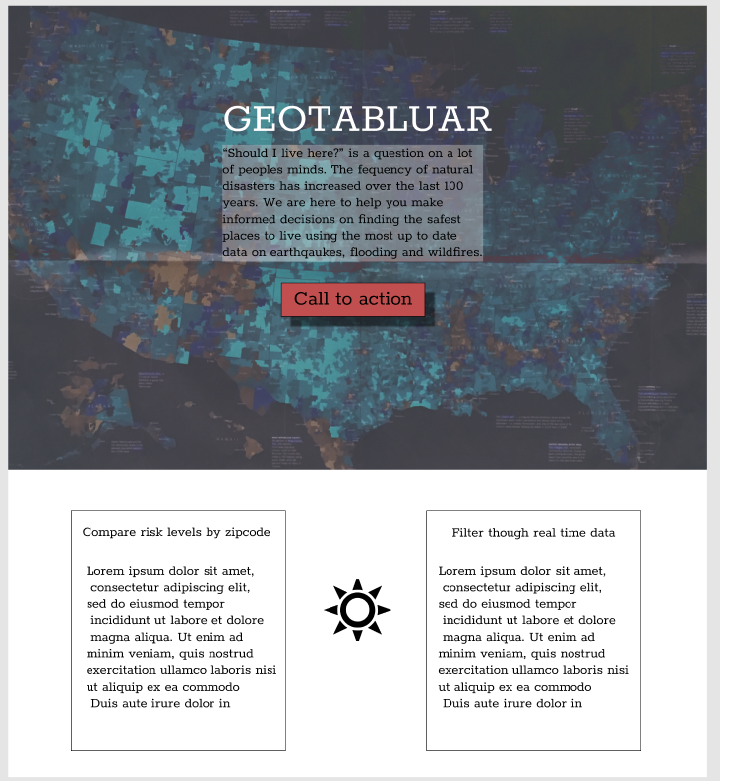 GEOTABLUAR
“Should I live here?” is a question on a lot
of peoples minds. The fequency of natural
disasters has increased over the last 100
years. We are here to help you make
informed decisions on finding the safest
places to live using the most up to date
data on earthqaukes, flooding and wildfires.
Call to action
Compare risk levels by zipcode
Lorem ipsum dolor sit amet,
consectetur adipiscing elit,
sed do eiusmod tempor
incididunt ut labore et dolore
magna aliqua. Ut enim ad
minim veniam, quis nostrud
exercitation ullamco laboris nisi
ut aliquip ex ea commodo
Duis aute irure dolor in
Filter though real time data
Lorem ipsum dolor sit amet,
consectetur adipiscing elit,
sed do eiusmod tempor
incididunt ut labore et dolore
magna aliqua. Ut enim ad
minim veniam, quis nostrud
exercitation ullamco laboris nisi
ut aliquip ex ea commodo
Duis aute irure dolor in